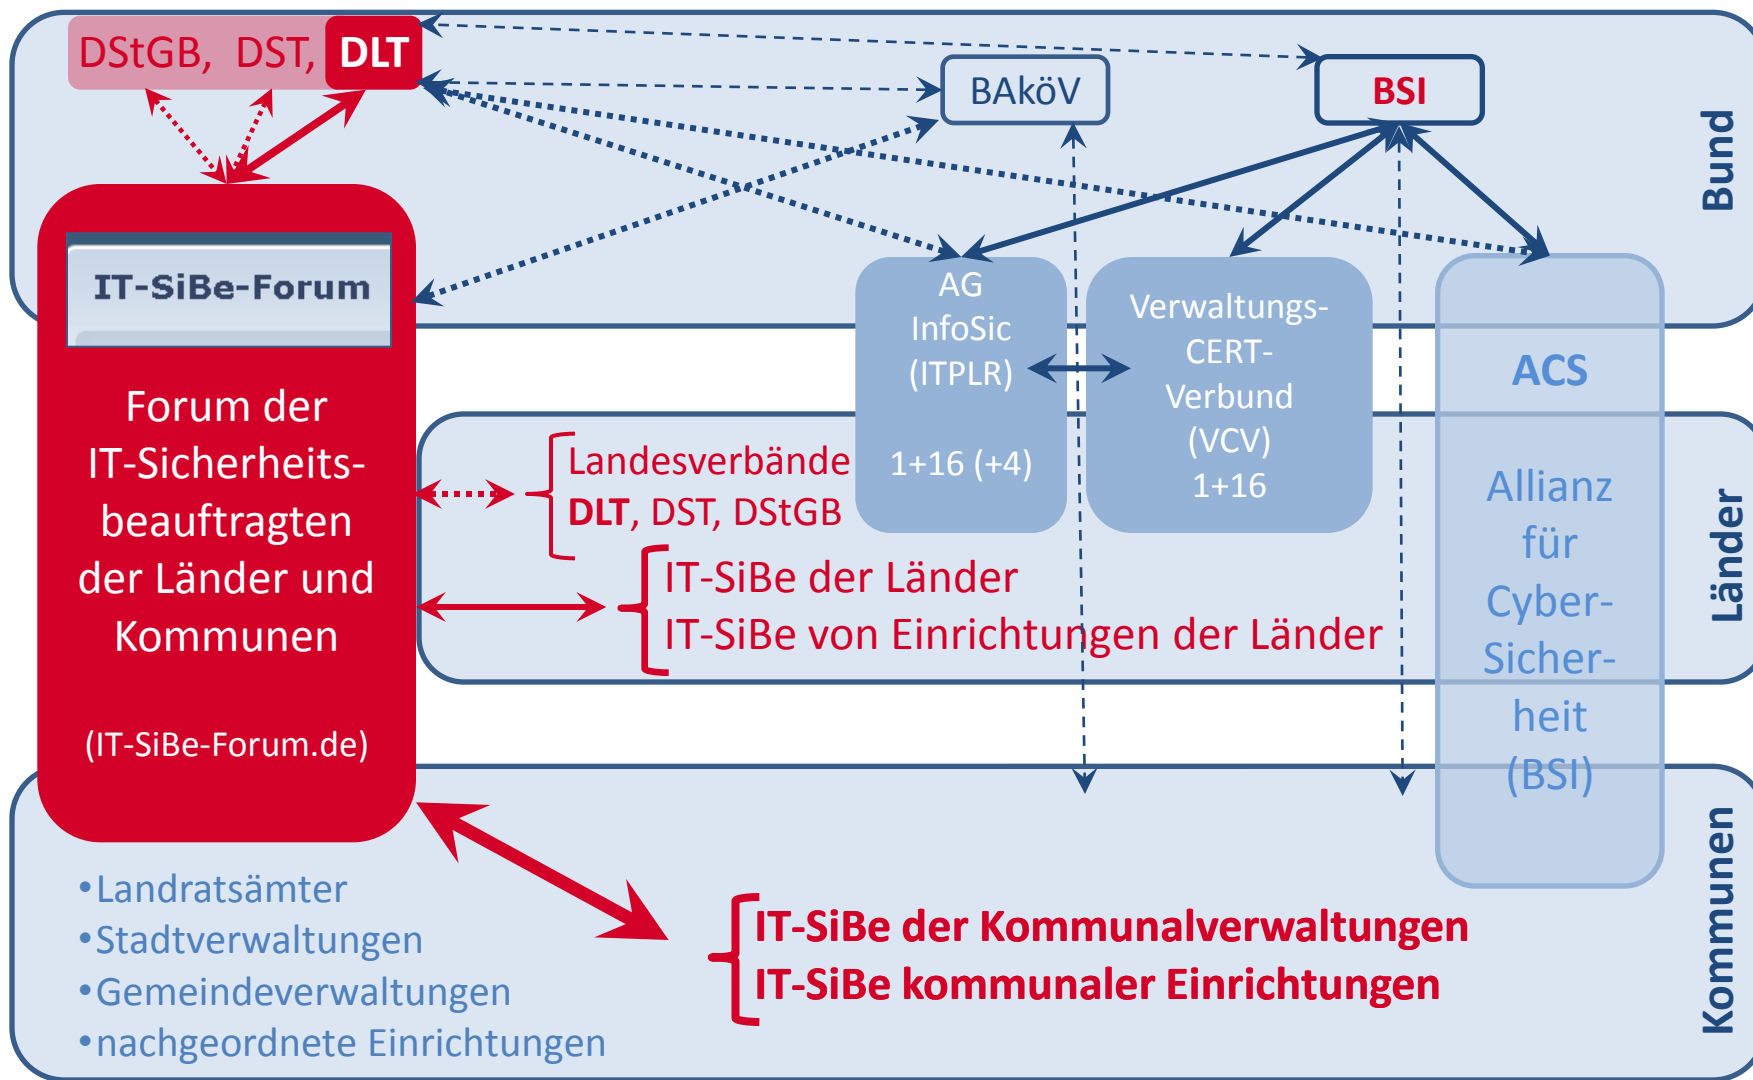 DStGB, DST, DLT
BAköV
BSI
Bund
IT-SiBe-Forum
Forum der
IT-Sicherheits-
beauftragten
der Länder und
Kommunen
(IT-SiBe-Forum.de)
AG
InfoSic
(ITPLR)
1+16 (+4)
Verwaltungs-
CERT-
Verbund
(VCV)
1+16
ACS
Allianz
für
Cyber-
Sicher-
heit
(BSI)
Landesverbände
DLT, DST, DStGB
IT-SiBe der Länder
IT-SiBe von Einrichtungen der Länder
Länder
•Landratsämter
•Stadtverwaltungen
•Gemeindeverwaltungen
•nachgeordnete Einrichtungen
IT-SiBe der Kommunalverwaltungen
IT-SiBe kommunaler Einrichtungen
Kommunen